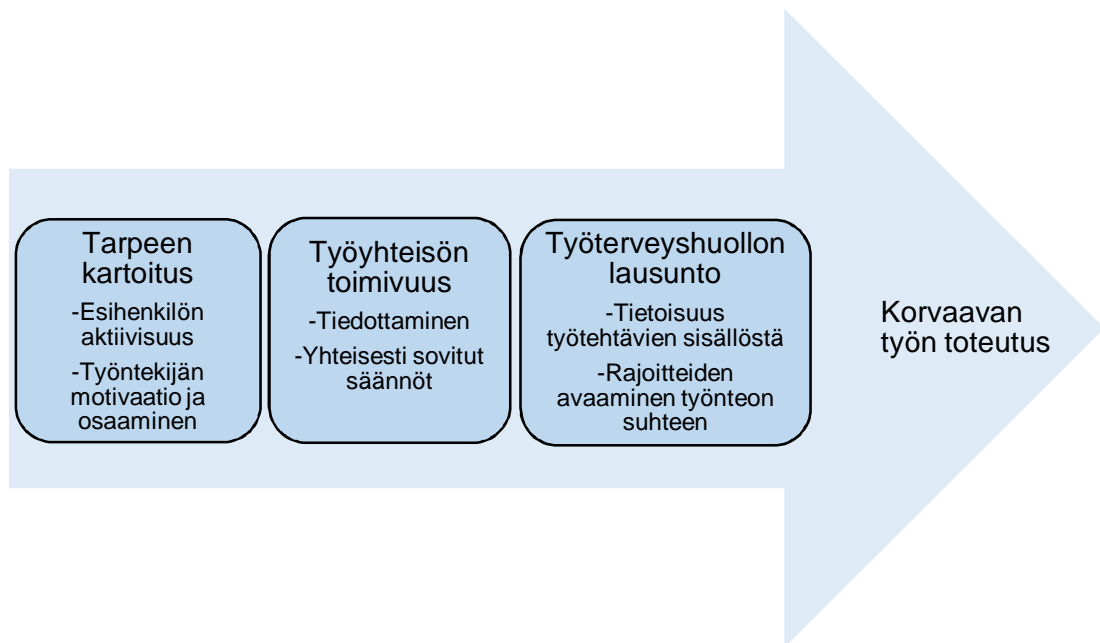 Tarpeen
kartoitus
-Esihenkilön
aktiivisuus
-Työntekijän
motivaatio ja
osaaminen
Työyhteisön
toimivuus
-Tiedottaminen
-Yhteisesti sovitut
säännöt
Työterveyshuollon
lausunto
-Tietoisuus
työtehtävien sisällöstä
-Rajoitteiden
avaaminen työnteon
suhteen
Korvaavan
työn toteutus